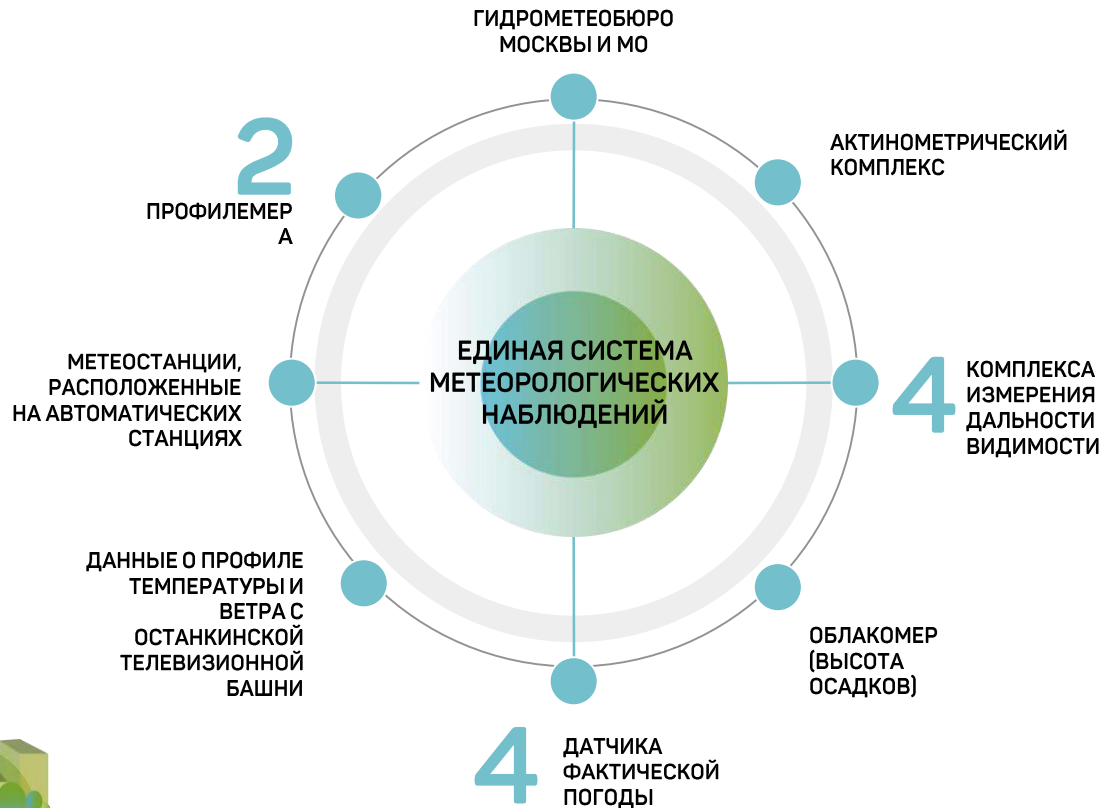 ГИДРОМЕТЕОБЮРО
МОСКВЫ И МО
АКТИНОМЕТРИЧЕСКИЙ
КОМПЛЕКС
4
КОМПЛЕКСА
ИЗМЕРЕНИЯ
ДАЛЬНОСТИ
ВИДИМОСТИ
ОБЛАКОМЕР
(ВЫСОТА
ОСАДКОВ)
4
ДАТЧИКА
ФАКТИЧЕСКОЙ
ПОГОДЫ
ДАННЫЕ О ПРОФИЛЕ
ТЕМПЕРАТУРЫ И
ВЕТРА С
ОСТАНКИНСКОЙ
ТЕЛЕВИЗИОННОЙ
БАШНИ
МЕТЕОСТАНЦИИ,
РАСПОЛОЖЕННЫЕ
НА АВТОМАТИЧЕСКИХ
СТАНЦИЯХ
2
ПРОФИЛЕМЕР
А
ЕДИНАЯ СИСТЕМА
МЕТЕОРОЛОГИЧЕСКИХ
НАБЛЮДЕНИЙ